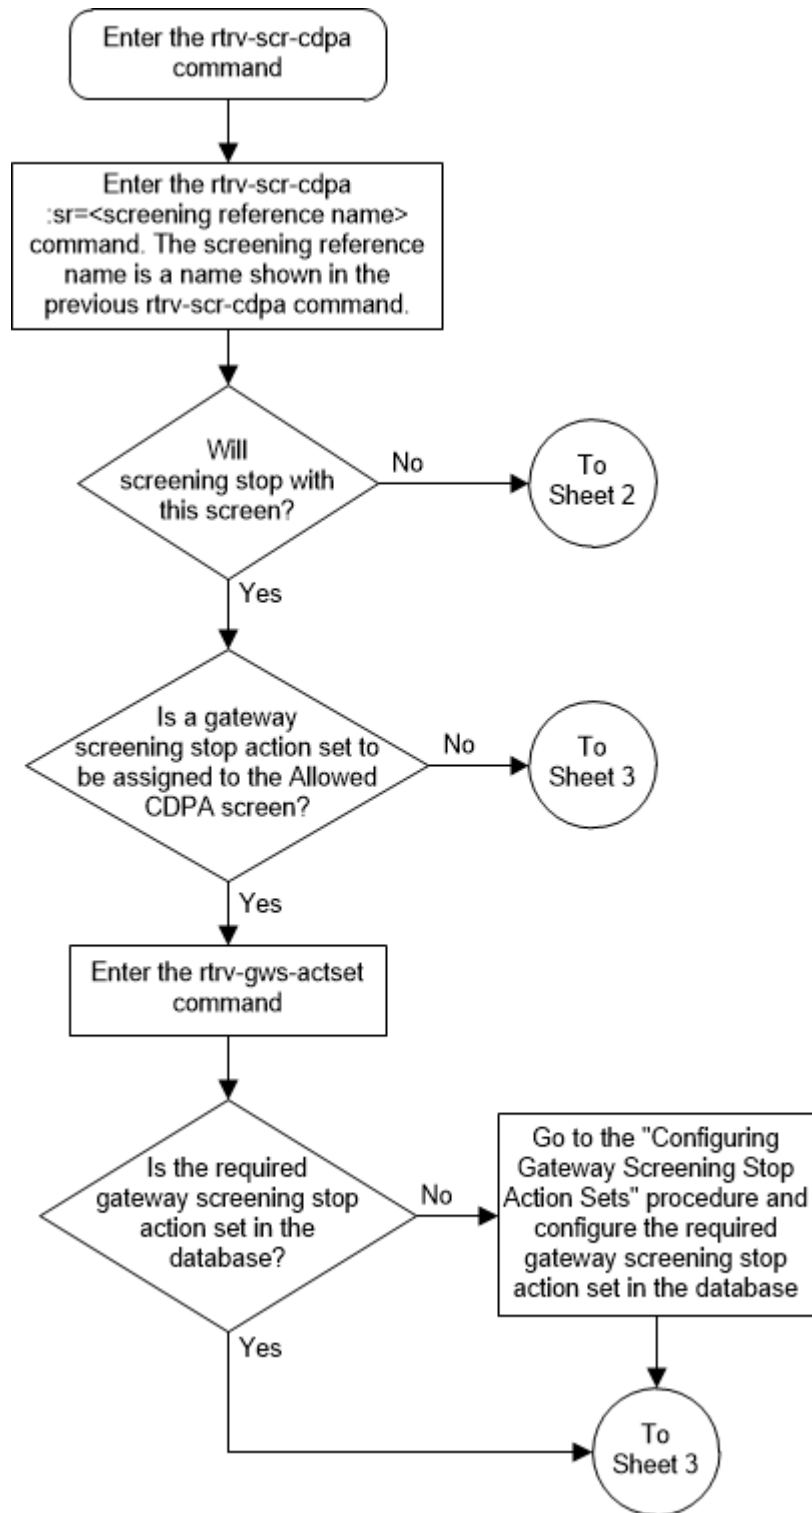 Enter the rtrv-scr-cdpa
command
Enter the rtrv-scr-cdpa
:sr=<screening reference name>
command. The screening reference
name is a name shown in the
previous rtrv-scr-cdpa command.
Will
screening stop with
this screen?
No
To
Sheet 2
Yes
Is a gateway
screening stop action set to
be assigned to the Allowed
CDPA screen?
No
To
Sheet 3
Yes
Enter the rtrv-gws-actset
command
Is the required
gateway screening stop
action set in the
database?
No
Go to the "Configuring
Gateway Screening Stop
Action Sets" procedure and
configure the required
gateway screening stop
action set in the database
Yes
To
Sheet 3